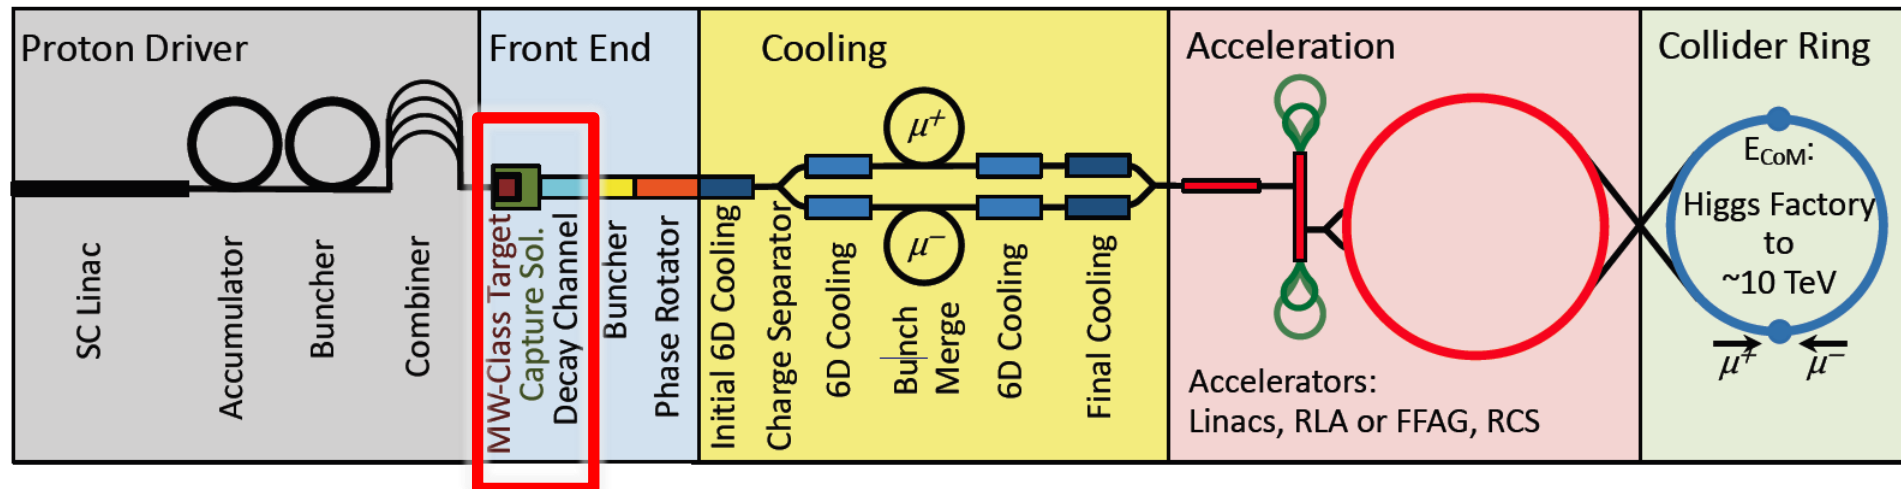 Proton Driver
SC Linac
Accumulator
Buncher
Combiner
Front End
MW-Class Target
Capture Sol.
Decay Channel
Buncher
Phase Rotator
Cooling
μ+
μ−
Initial 6D Cooling
Charge Separator
6D Cooling
Bunch
Merge
6D Cooling
Final Cooling
Acceleration
Accelerators:
Linacs, RLA or FFAG, RCS
Collider Ring
ECoM:
Higgs Factory
to
~10 TeV
μ+ μ−